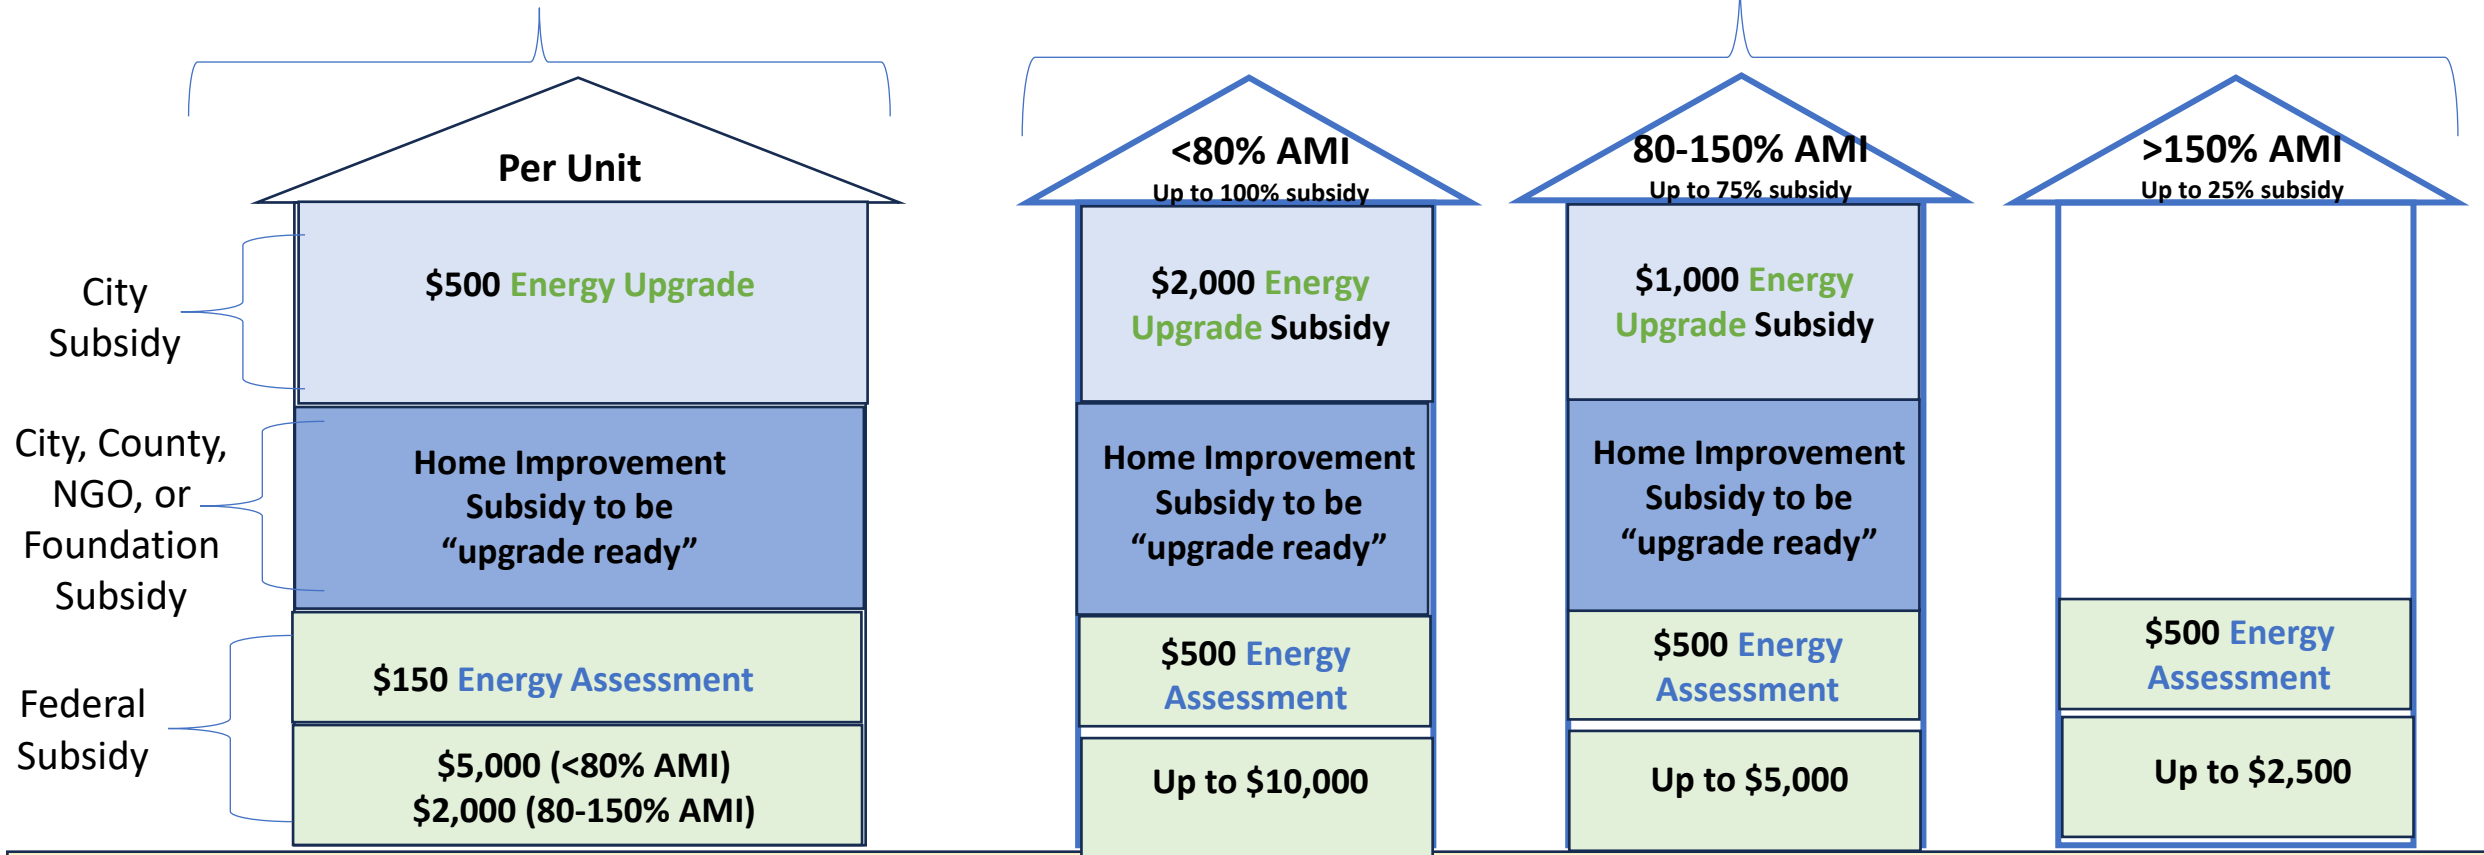 Per Unit
<80% AMI
Up to 100% subsidy
80-150% AMI
Up to 75% subsidy
>150% AMI
Up to 25% subsidy
City
Subsidy
$500 Energy Upgrade
$2,000 Energy
Upgrade Subsidy
$1,000 Energy
Upgrade Subsidy
City, County,
NGO, or
Foundation
Subsidy
Home Improvement
Subsidy to be
“upgrade ready”
Home Improvement
Subsidy to be
“upgrade ready”
Home Improvement
Subsidy to be
“upgrade ready”
Federal
Subsidy
$150 Energy Assessment
$500 Energy
Assessment
$500 Energy
Assessment
$500 Energy
Assessment
$5,000 (<80% AMI)
$2,000 (80-150% AMI)
Up to $10,000
Up to $5,000
Up to $2,500